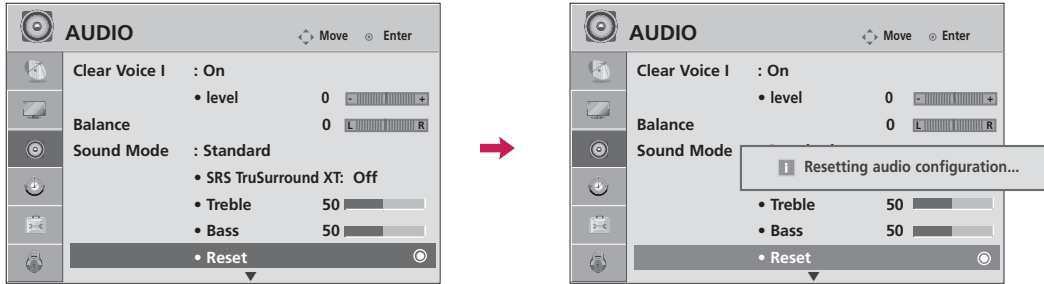 AUDIO
Move Enter
Clear Voice I : On
• level 0 - +
Balance 0 L R
Sound Mode : Standard
• SRS TruSurround XT: Off
• Treble 50
• Bass 50
• Reset
AUDIO
Move Enter
Clear Voice I : On
• level 0 - +
Balance 0 L R
Sound Mode
i Resetting audio configuration...
• Treble 50
• Bass 50
• Reset